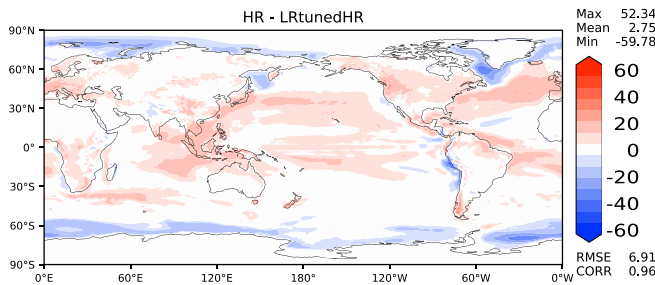 HR - LRtunedHR
Max 52.34
Mean 2.75
Min -59.78
90°N
60°N
30°N
0°
30°S
60°S
90°S
0°E
60°E
120°E
180°
120°W
60°W
0°W
60
40
20
0
-20
-40
-60
RMSE 6.91
CORR 0.96